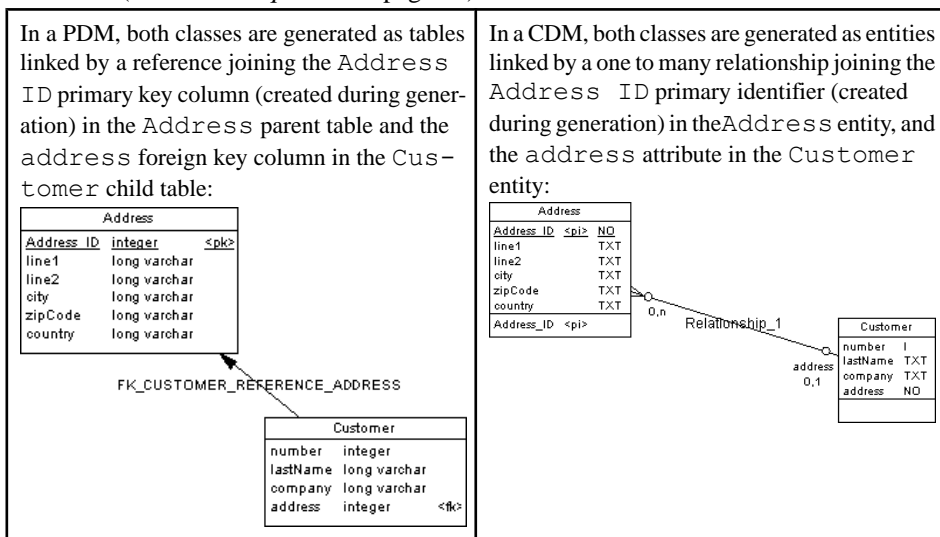 In a PDM, both classes are generated as tables
linked by a reference joining the Address
ID primary key column (created during gener-
ation) in the Address parent table and the
address foreign key column in the Cus-
tomer child table:
Address
Address_ID integer <pk>
line1 long varchar
line2 long varchar
city long varchar
zipCode long varchar
country long varchar
FK_CUSTOMER_REFERENCE_ADDRESS
Customer
number integer
lastName long varchar
company long varchar
address integer <fk>
In a CDM, both classes are generated as entities
linked by a one to many relationship joining the
Address ID primary identifier (created
during generation) in theAddress entity, and
the address attribute in the Customer
entity:
Address
Address_ID <pi> NO
line1 TXT
line2 TXT
city TXT
zipCode TXT
country TXT
Address_ID <pi>
0,n
Relationship_1
address
0,1
Customer
number I
lastName TXT
company TXT
address NO